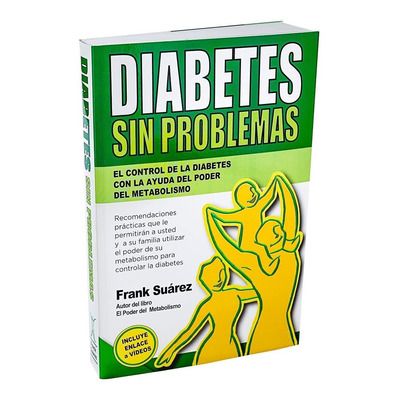 DIABETES
SIN PROBLEMAS
EL CONTROL DE LA DIABETES
CON LA AYUDA DEL PODER
DEL METABOLISMO
Recomendaciones
prácticas que le
permitirán a usted
y a su familia utilizar
el poder de su
metabolismo para
controlar la diabetes
Frank Suárez
Autor del libro
El Poder del Metabolismo
INCLUYE
ENLACE
a VÍDEOS
DIABETES SIN PROBLEMAS